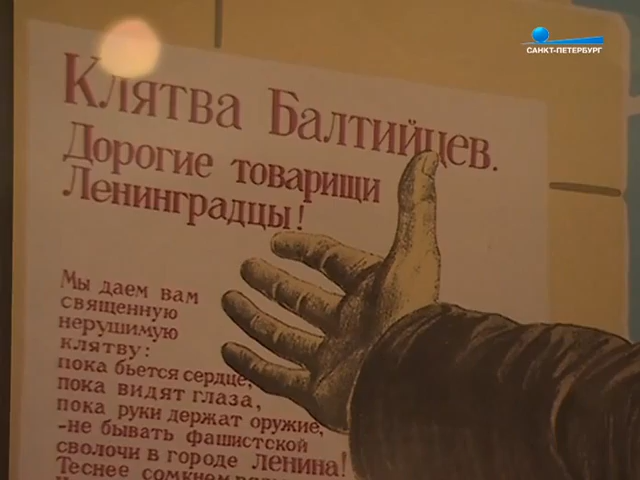 САНКТ-ПЕТЕРБУРГ
Клятва Балтийцев.
Дорогие товарищи
Ленинградцы!
Мы даем вам
священную
нерушимую
клятву:
пока бьется сердце,
пока видят глаза,
пока руки держат оружие,
-не бывать фашистской
сволочи в городе ЛЕНИНА!
Теснее сомкнем